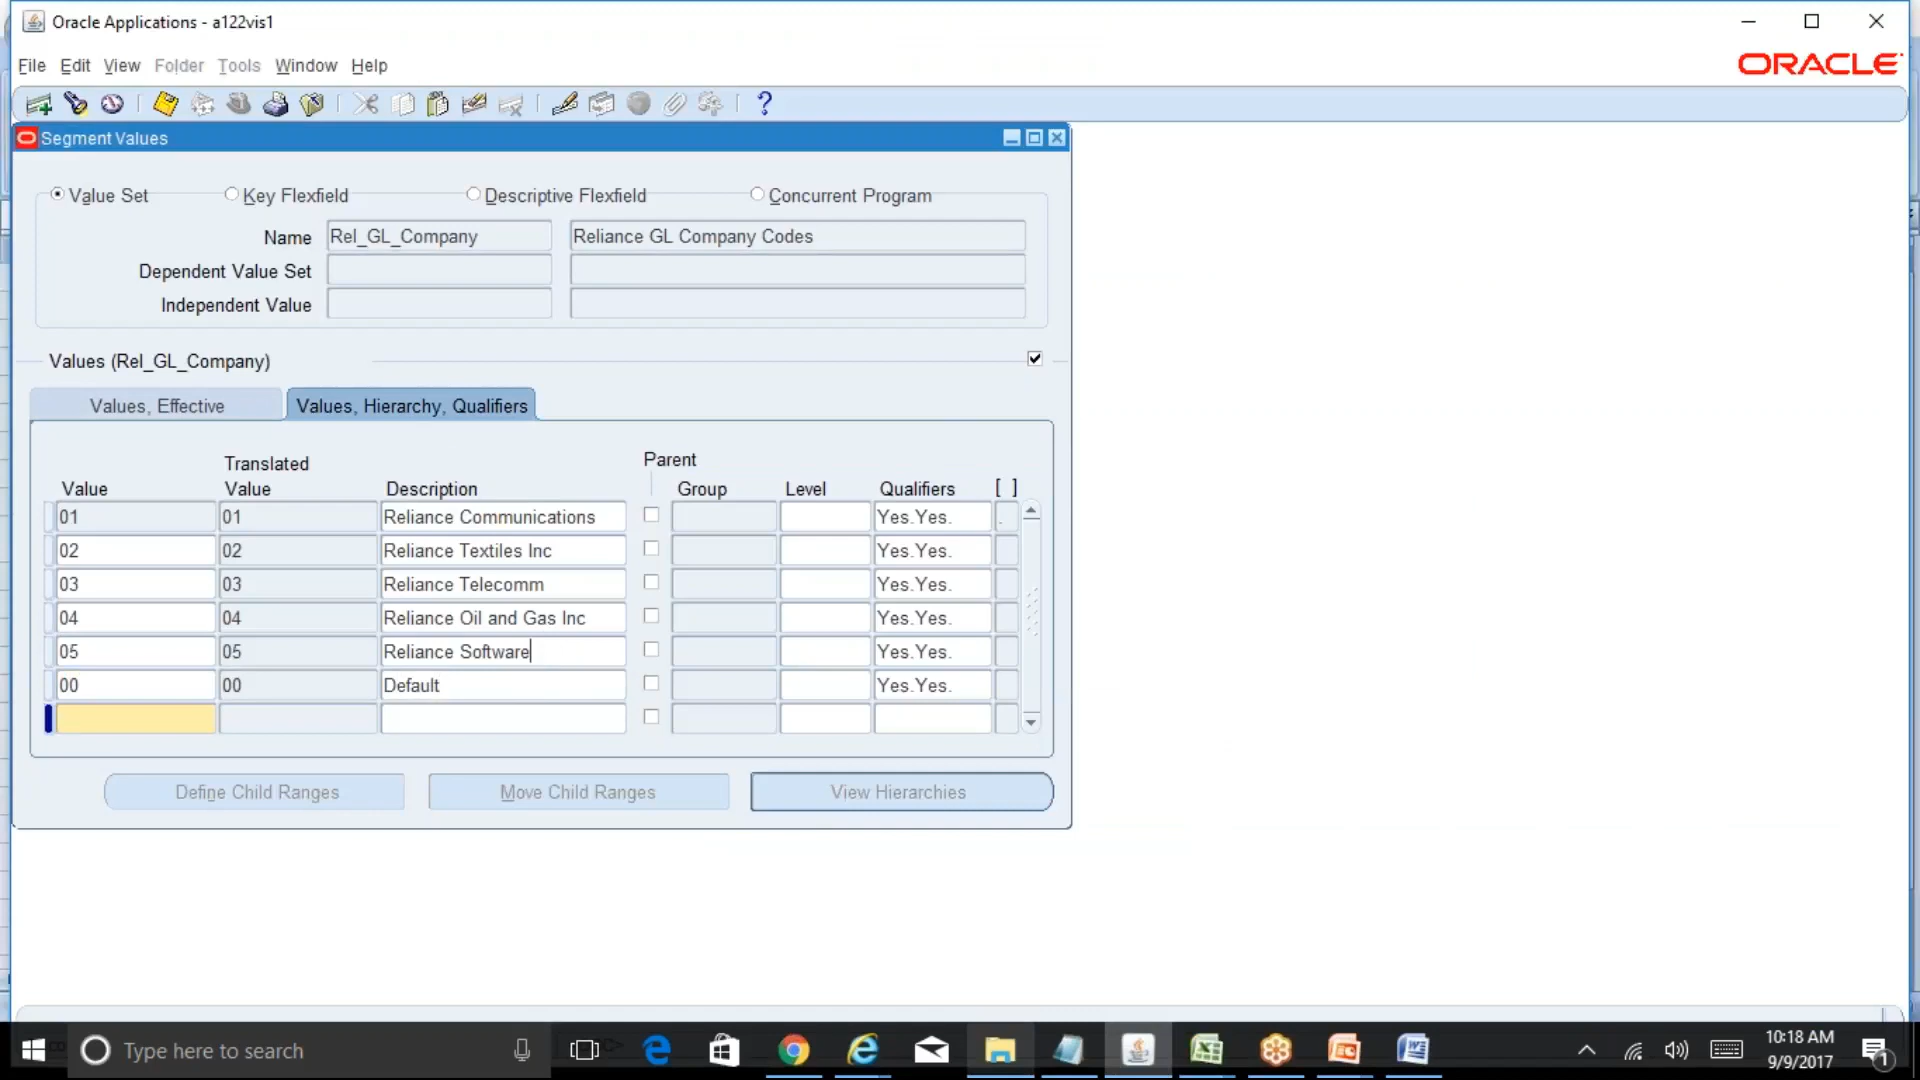 Oracle Applications - a122vis1
File Edit View Folder Tools Window Help
ORACLE
Segment Values
Value Set Key Flexfield Descriptive Flexfield Concurrent Program
Name Rel_GL_Company Reliance GL Company Codes
Dependent Value Set
Independent Value
Values (Rel_GL_Company)
Values, Effective Values, Hierarchy, Qualifiers
Translated Parent
Value Value Description Group Level Qualifiers [ ]
01 01 Reliance Communications Yes.Yes. .
02 02 Reliance Textiles Inc Yes.Yes.
03 03 Reliance Telecomm Yes.Yes.
04 04 Reliance Oil and Gas Inc Yes.Yes.
05 05 Reliance Software Yes.Yes.
00 00 Default Yes.Yes.
Define Child Ranges Move Child Ranges View Hierarchies
Type here to search
10:18 AM
9/9/2017
1